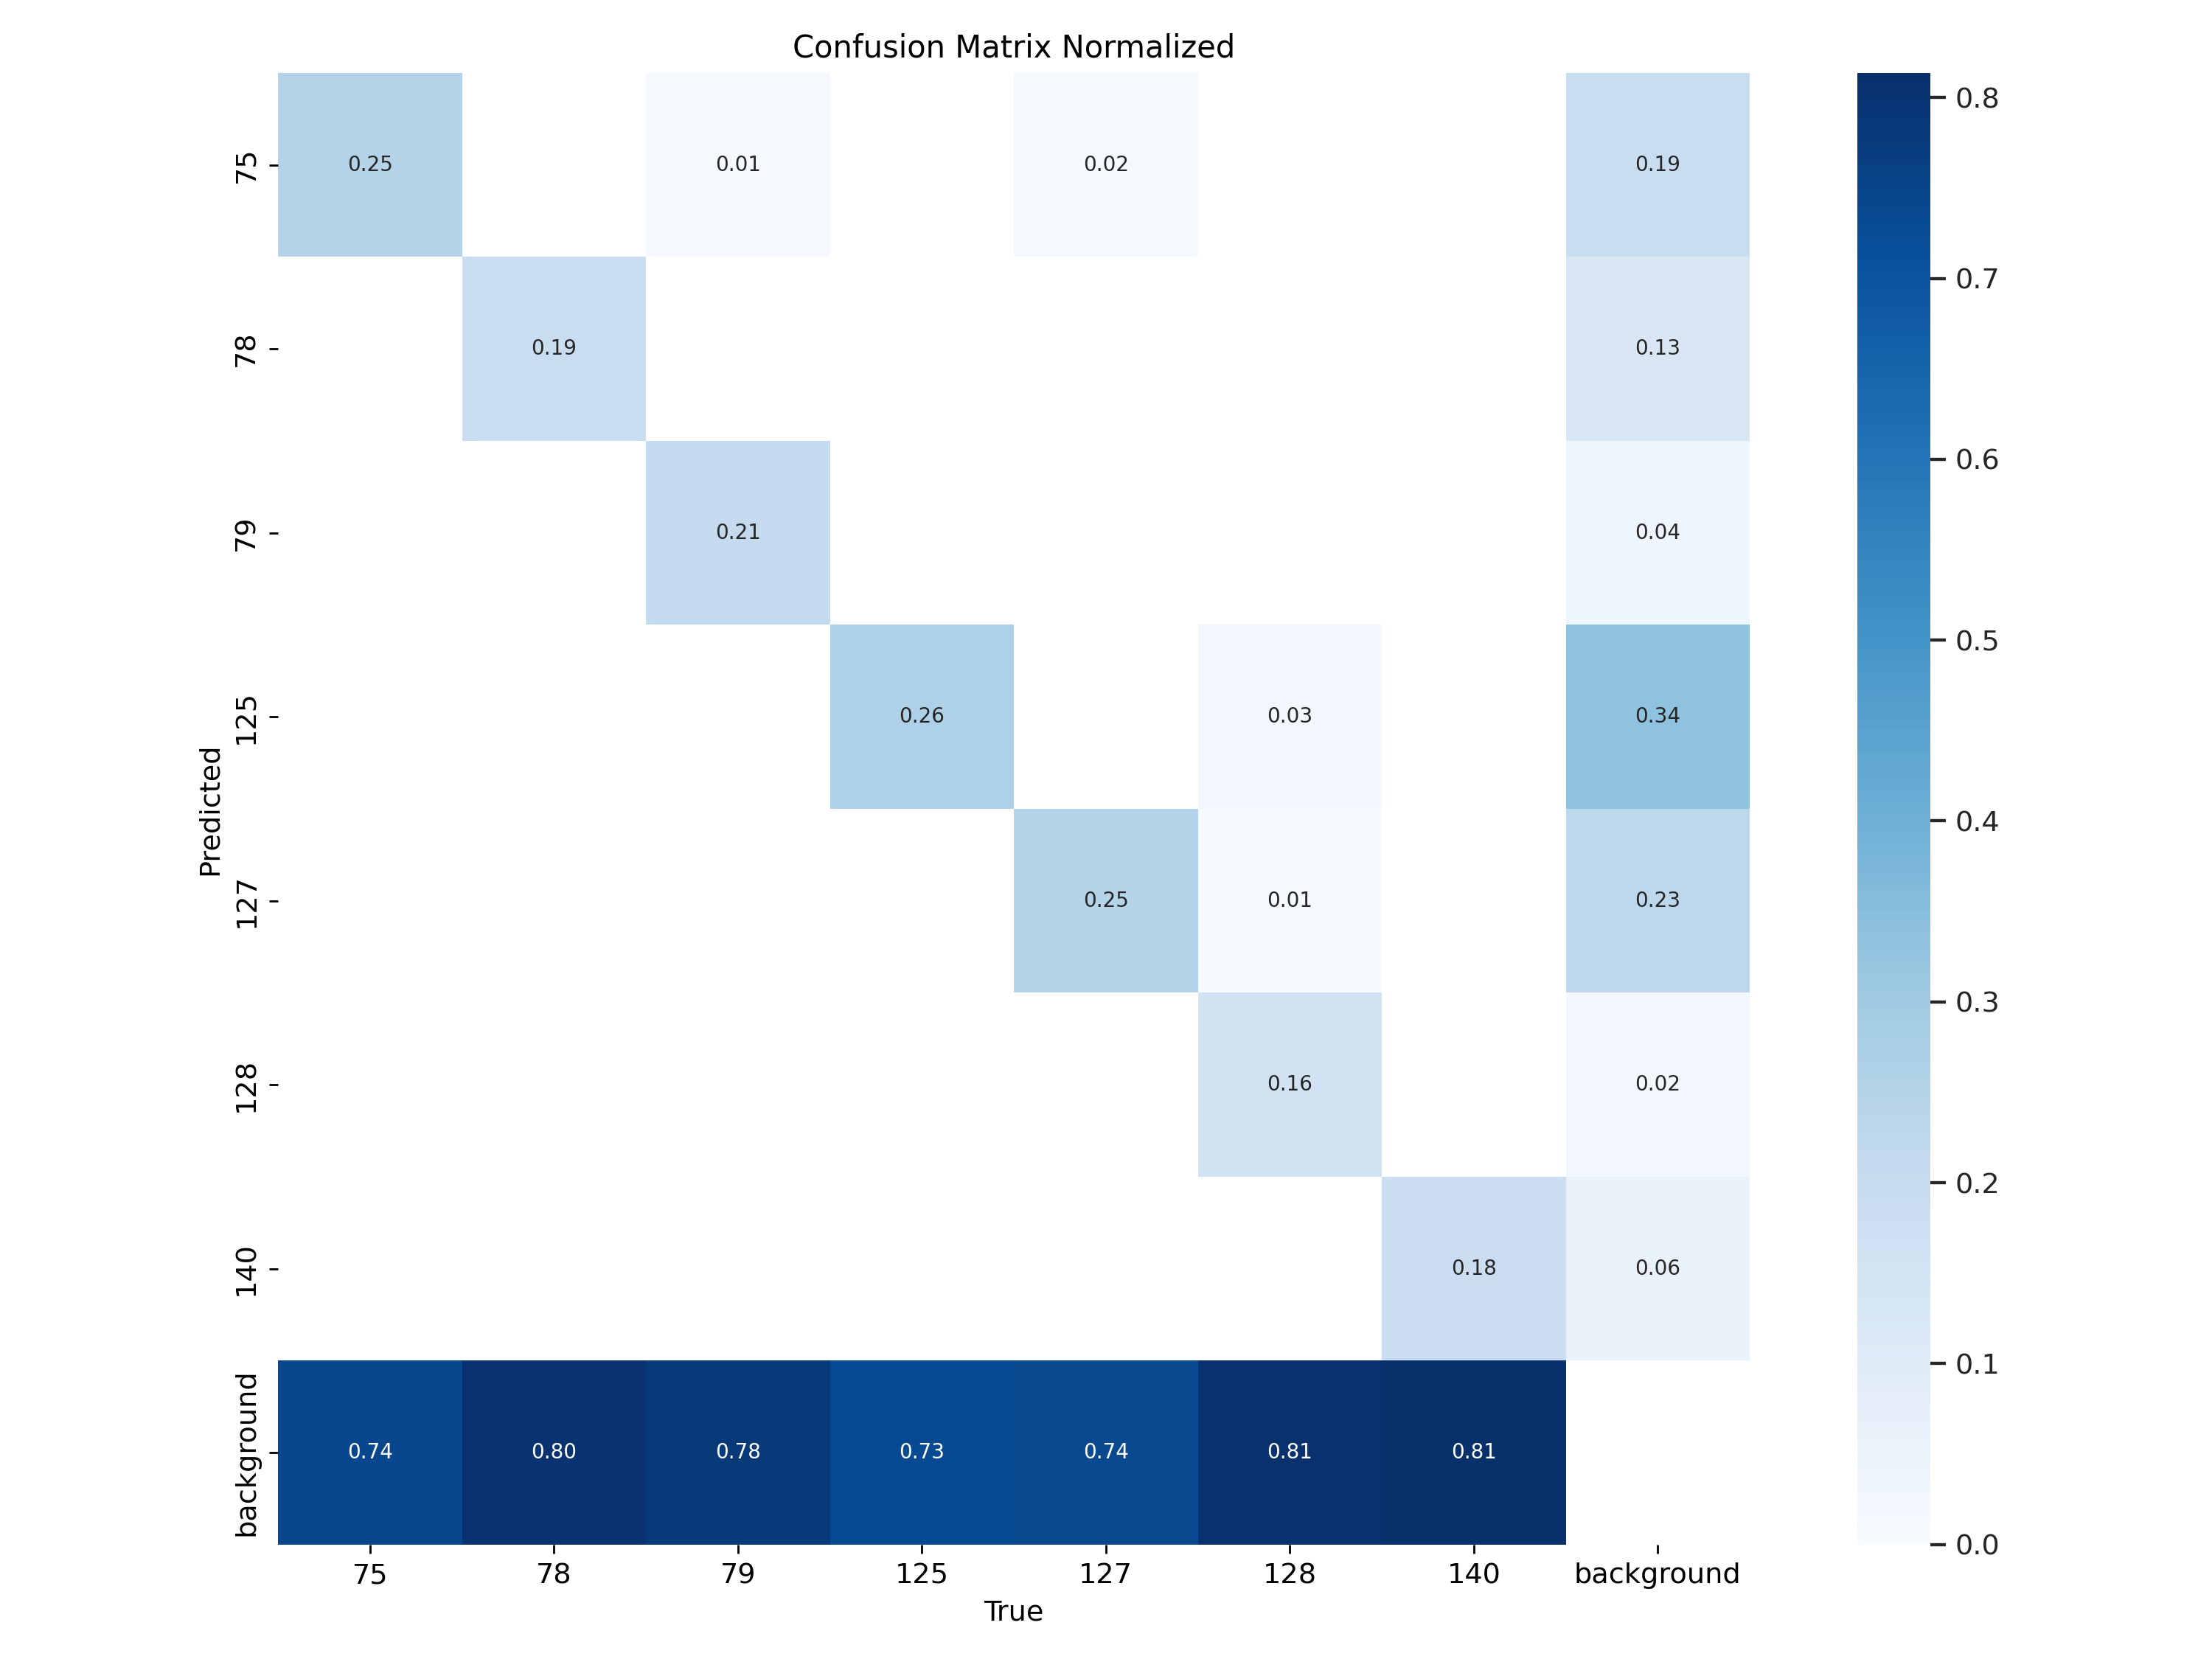 Confusion Matrix Normalized
75 0.25 0.01 0.02 0.19
78 0.19 0.13
79 0.21 0.04
125 0.26 0.03 0.34
127 0.25 0.01 0.23
128 0.16 0.02
140 0.18 0.06
background 0.74 0.80 0.78 0.73 0.74 0.81 0.81
75 78 79 125 127 128 140 background
True
Predicted
0.8
0.7
0.6
0.5
0.4
0.3
0.2
0.1
0.0